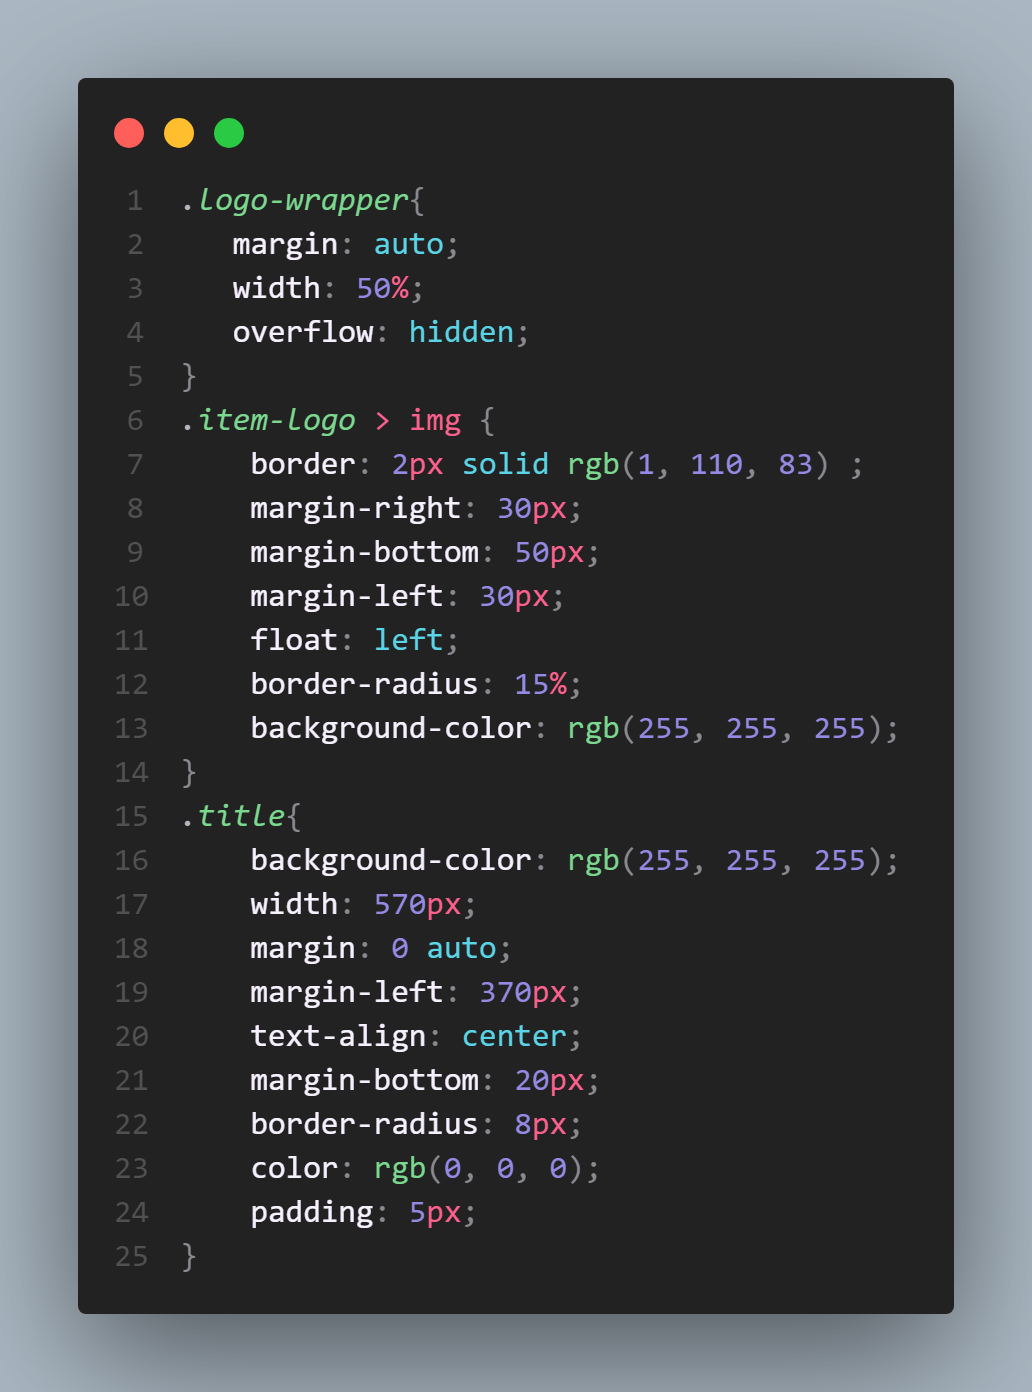 1 .logo-wrapper{
2    margin: auto;
3    width: 50%;
4    overflow: hidden;
5 }
6 .item-logo > img {
7     border: 2px solid rgb(1, 110, 83) ;
8     margin-right: 30px;
9     margin-bottom: 50px;
10     margin-left: 30px;
11     float: left;
12     border-radius: 15%;
13     background-color: rgb(255, 255, 255);
14 }
15 .title{
16     background-color: rgb(255, 255, 255);
17     width: 570px;
18     margin: 0 auto;
19     margin-left: 370px;
20     text-align: center;
21     margin-bottom: 20px;
22     border-radius: 8px;
23     color: rgb(0, 0, 0);
24     padding: 5px;
25 }